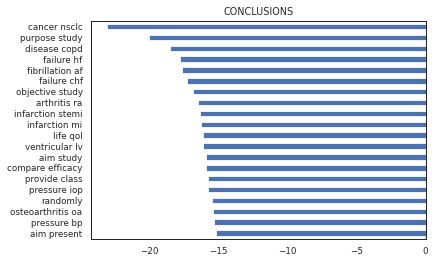 CONCLUSIONS
cancer nsclc
purpose study
disease copd
failure hf
fibrillation af
failure chf
objective study
arthritis ra
infarction stemi
infarction mi
life qol
ventricular lv
aim study
compare efficacy
provide class
pressure iop
randomly
osteoarthritis oa
pressure bp
aim present
−20 −15 −10 −5 0